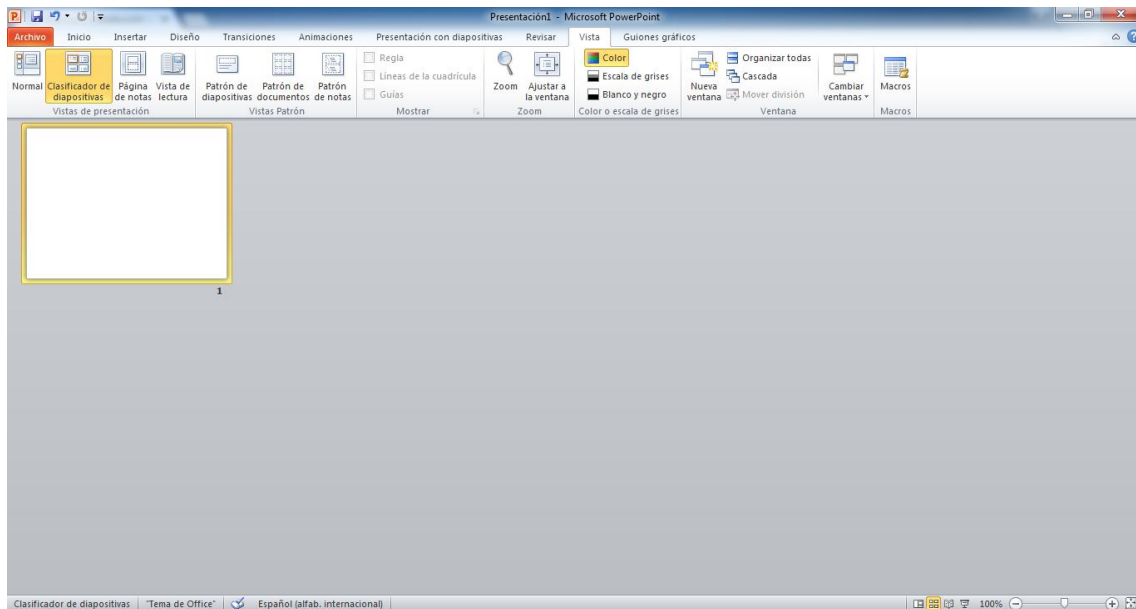 Presentación1 - Microsoft PowerPoint
Archivo Inicio Insertar Diseño Transiciones Animaciones Presentación con diapositivas Revisar Vista Guiones gráficos
Normal
Clasificador de diapositivas
Página de notas
Vista de lectura
Vistas de presentación
Patrón de diapositivas
Patrón de documentos
Patrón de notas
Vistas Patrón
Regla
Líneas de la cuadrícula
Guías
Mostrar
Zoom
Ajustar a la ventana
Zoom
Color
Escala de grises
Blanco y negro
Color o escala de grises
Nueva ventana
Organizar todas
Cascada
Mover división
Cambiar ventanas
Ventana
Macros
Macros
1
Clasificador de diapositivas "Tema de Office" Español (alfab. internacional) 100%